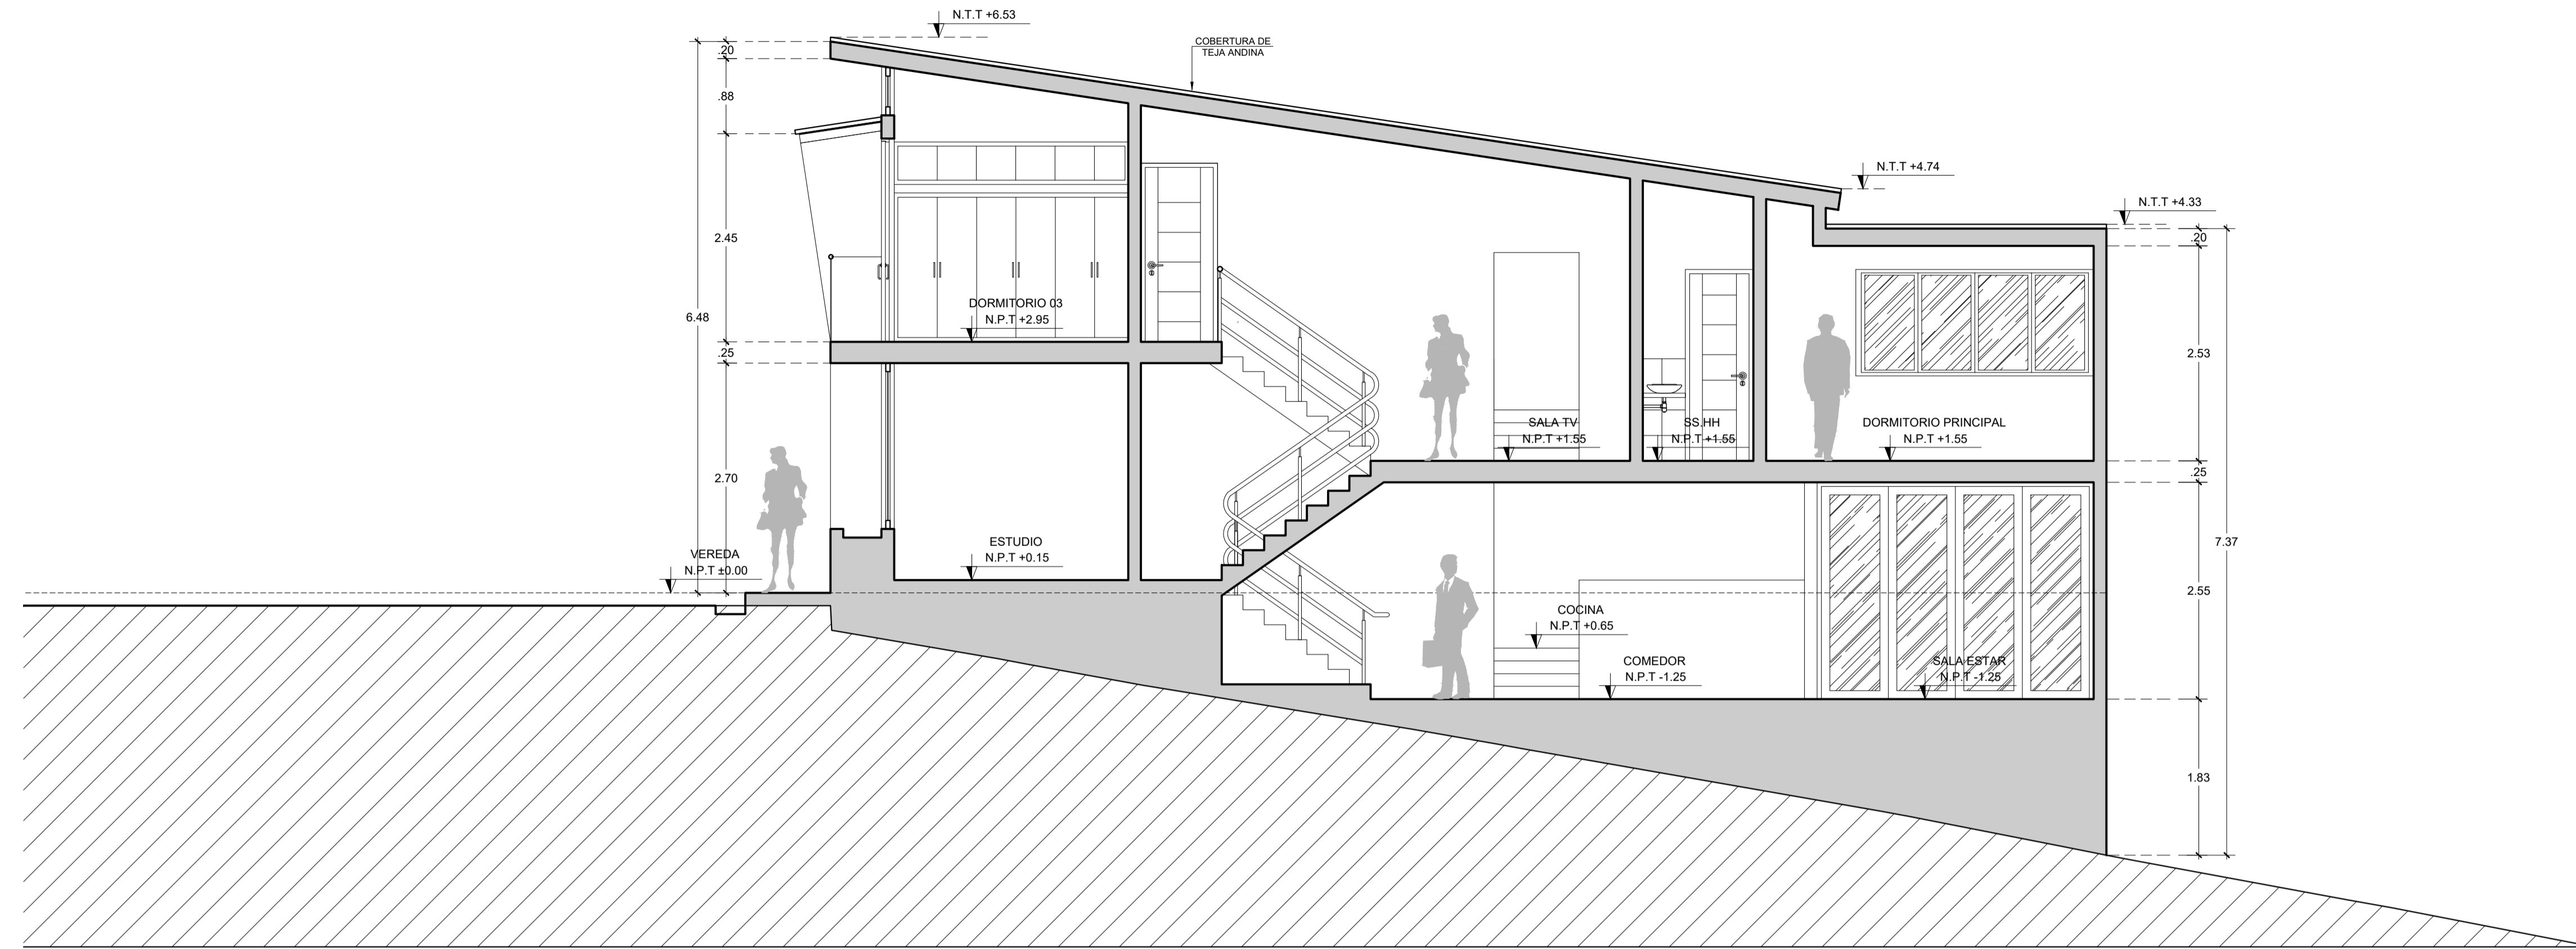 N.T.T +6.53
COBERTURA DE
TEJA ANDINA
N.T.T +4.74
N.T.T +4.33
.20
.88
2.45
6.48
.25
2.70
DORMITORIO 03
N.P.T +2.95
SALA TV
N.P.T +1.55
SS.HH
N.P.T +1.55
DORMITORIO PRINCIPAL
N.P.T +1.55
.20
2.53
.25
7.37
2.55
1.83
VEREDA
N.P.T ±0.00
ESTUDIO
N.P.T +0.15
COCINA
N.P.T +0.65
COMEDOR
N.P.T -1.25
SALA ESTAR
N.P.T -1.25